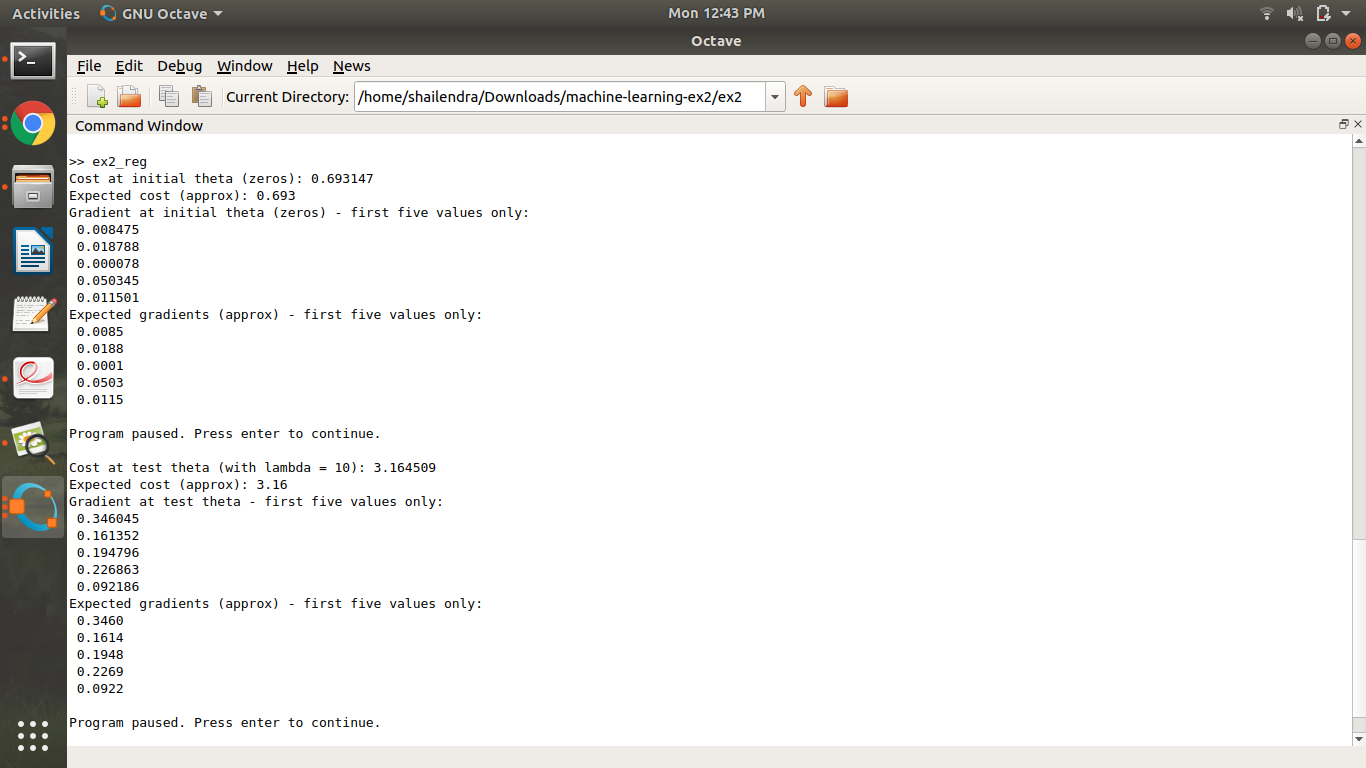 Activities GNU Octave Mon 12:43 PM
Octave
File Edit Debug Window Help News
Current Directory: /home/shailendra/Downloads/machine-learning-ex2/ex2
Command Window
>> ex2_reg
Cost at initial theta (zeros): 0.693147
Expected cost (approx): 0.693
Gradient at initial theta (zeros) - first five values only:
0.008475
0.018788
0.000078
0.050345
0.011501
Expected gradients (approx) - first five values only:
0.0085
0.0188
0.0001
0.0503
0.0115
Program paused. Press enter to continue.
Cost at test theta (with lambda = 10): 3.164509
Expected cost (approx): 3.16
Gradient at test theta - first five values only:
0.346045
0.161352
0.194796
0.226863
0.092186
Expected gradients (approx) - first five values only:
0.3460
0.1614
0.1948
0.2269
0.0922
Program paused. Press enter to continue.